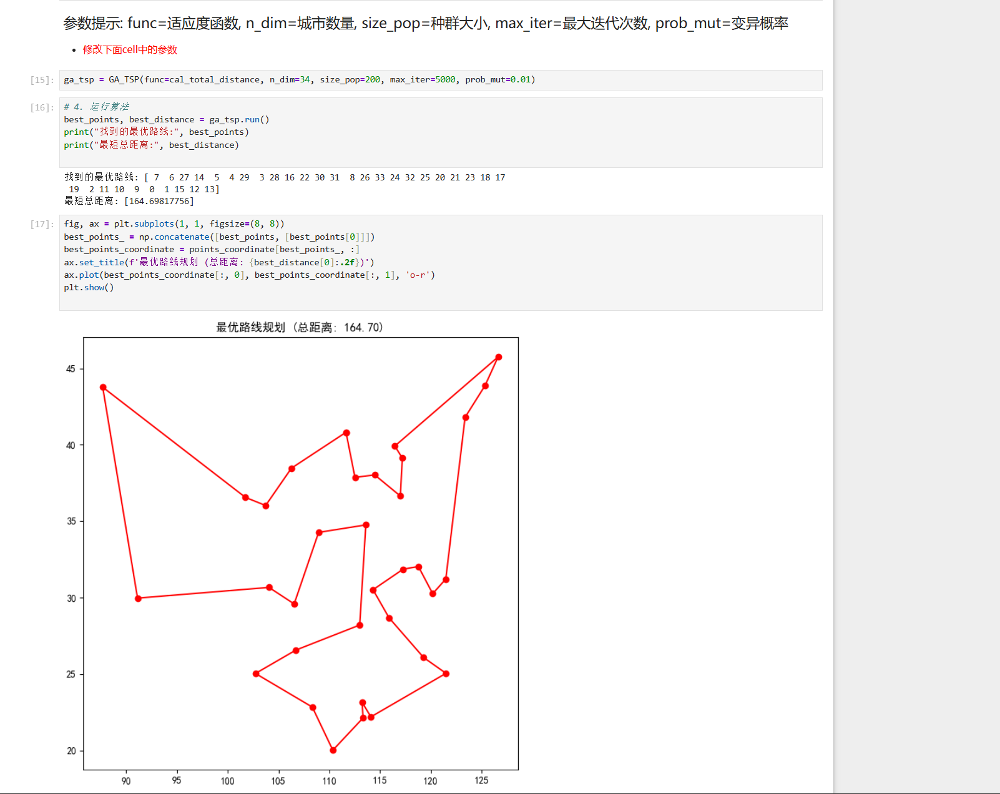 参数提示: func=适应度函数, n_dim=城市数量, size_pop=种群大小, max_iter=最大迭代次数, prob_mut=变异概率
• 修改下面cell中的参数
[15]: ga_tsp = GA_TSP(func=cal_total_distance, n_dim=34, size_pop=200, max_iter=5000, prob_mut=0.01)
[16]: # 4. 运行算法
best_points, best_distance = ga_tsp.run()
print("找到的最优路线:", best_points)
print("最短总距离:", best_distance)
找到的最优路线: [ 7  6 27 14  5  4 29  3 28 16 22 30 31  8 26 33 24 32 25 20 21 23 18 17
 19  2 11 10  9  0  1 15 12 13]
最短总距离: [164.69817756]
[17]: fig, ax = plt.subplots(1, 1, figsize=(8, 8))
best_points_ = np.concatenate([best_points, [best_points[0]]])
best_points_coordinate = points_coordinate[best_points_, :]
ax.set_title(f'最优路线规划 (总距离: {best_distance[0]:.2f})')
ax.plot(best_points_coordinate[:, 0], best_points_coordinate[:, 1], 'o-r')
plt.show()
最优路线规划 (总距离: 164.70)
45
40
35
30
25
20
90 95 100 105 110 115 120 125